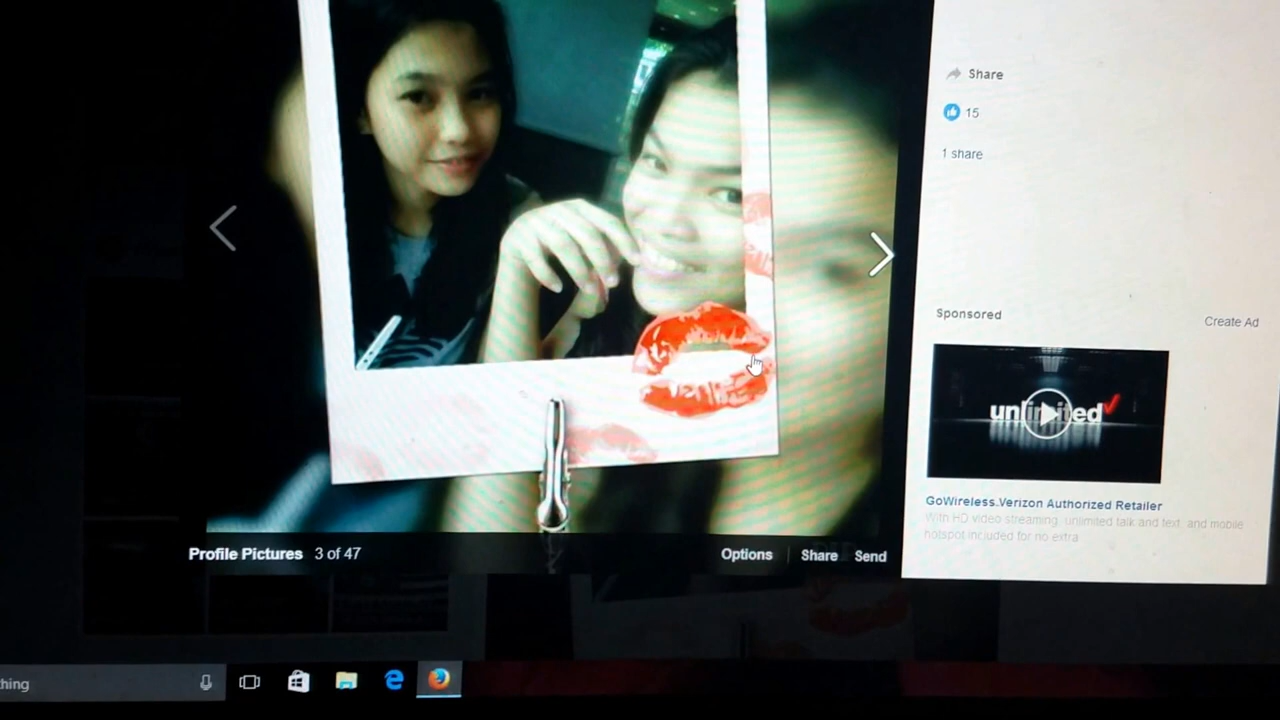 Share
15
1 share
Sponsored
Create Ad
unlimited
GoWireless.Verizon Authorized Retailer
With HD video streaming, unlimited talk and text, and mobile
hotspot included for no extra
Profile Pictures 3 of 47
Options Share Send
hing